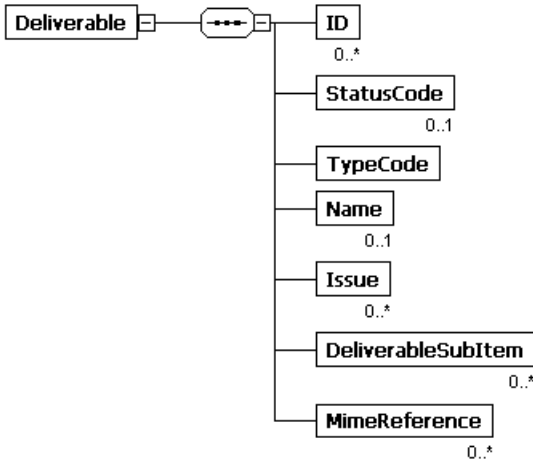 Deliverable
ID
0..*
StatusCode
0..1
TypeCode
Name
0..1
Issue
0..*
DeliverableSubItem
0..*
MimeReference
0..*